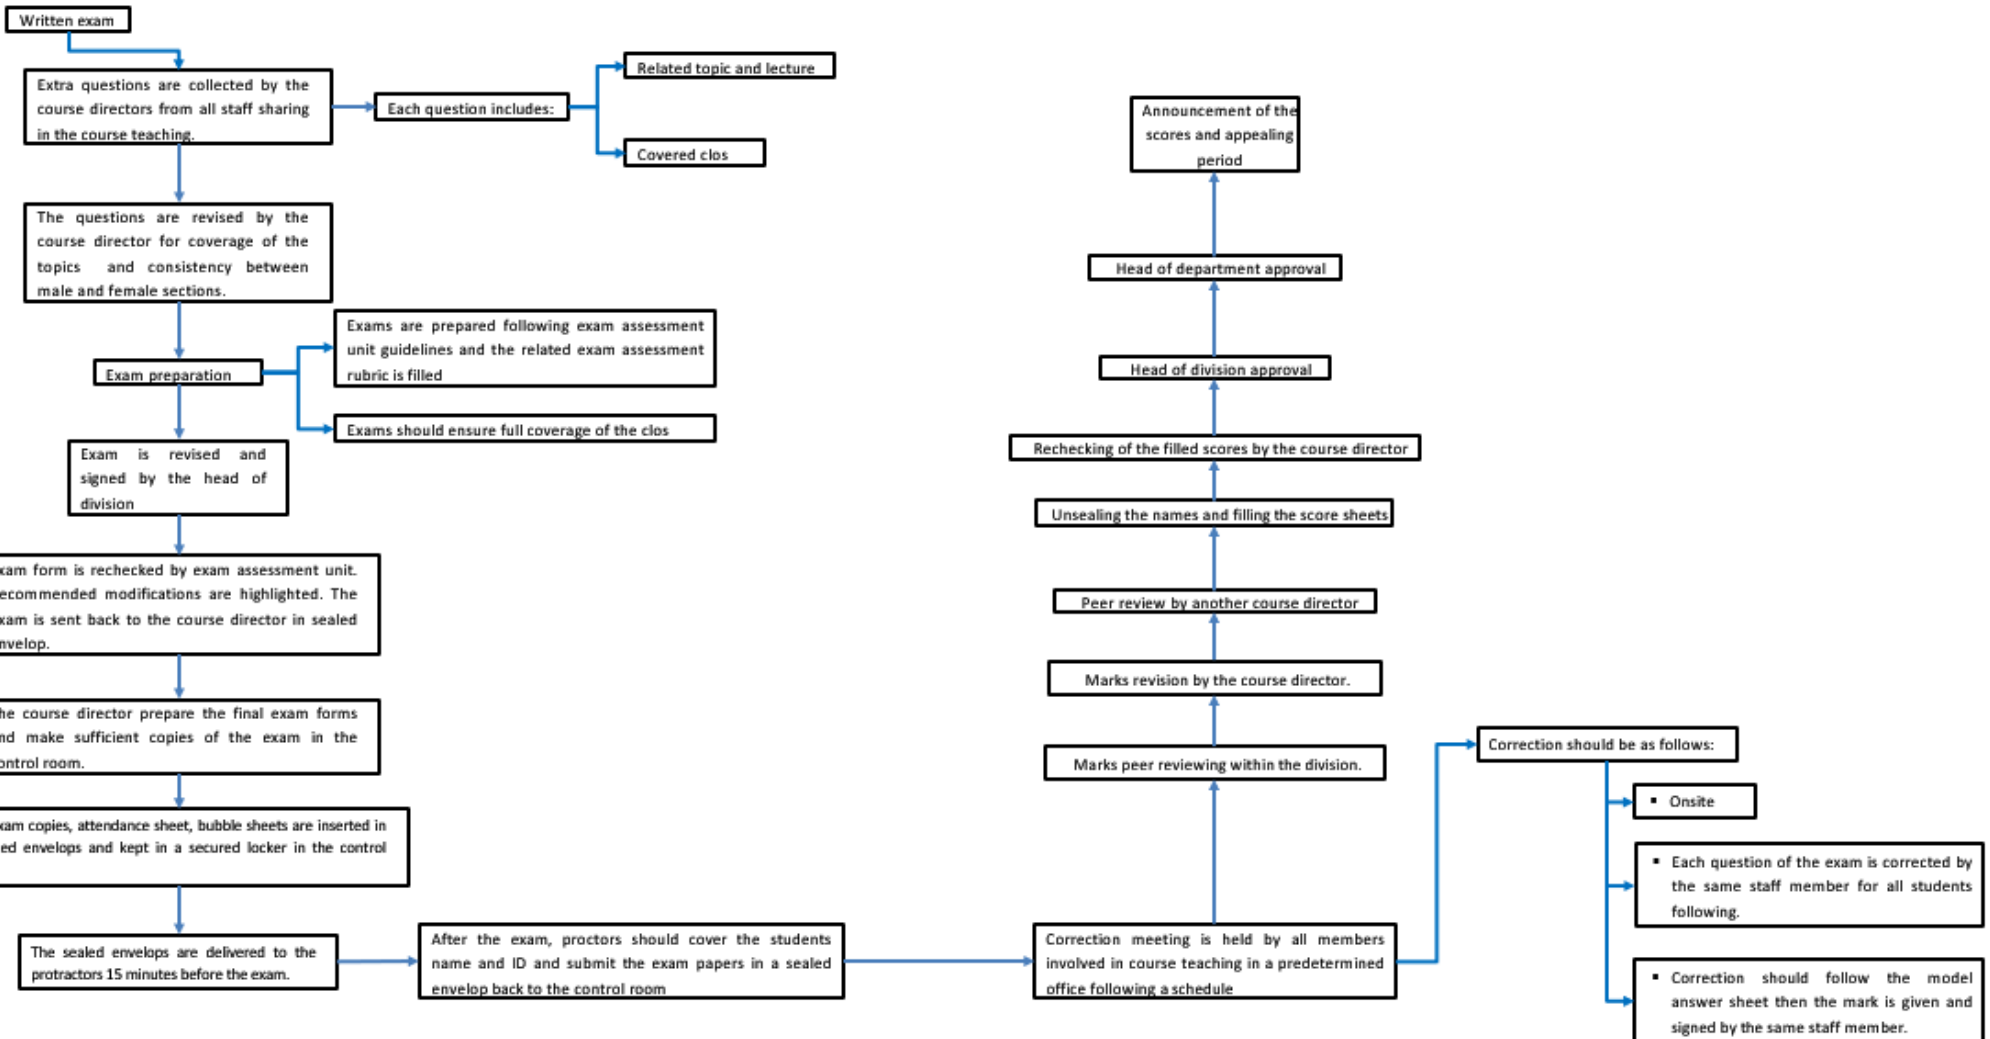 Written exam
Extra questions are collected by the
course directors from all staff sharing
in the course teaching.
Each question includes:
Related topic and lecture
Covered clos
The questions are revised by the
course director for coverage of the
topics and consistency between
male and female sections.
Exam preparation
Exams are prepared following exam assessment
unit guidelines and the related exam assessment
rubric is filled
Exams should ensure full coverage of the clos
Exam is revised and
signed by the head of
division
xam form is rechecked by exam assessment unit.
ecommended modifications are highlighted. The
xam is sent back to the course director in sealed
nvelop.
he course director prepare the final exam forms
nd make sufficient copies of the exam in the
ontrol room.
xam copies, attendance sheet, bubble sheets are inserted in
ed envelops and kept in a secured locker in the control
The sealed envelops are delivered to the
protractors 15 minutes before the exam.
After the exam, proctors should cover the students
name and ID and submit the exam papers in a sealed
envelop back to the control room
Correction meeting is held by all members
involved in course teaching in a predetermined
office following a schedule
Correction should be as follows:
▪ Onsite
▪ Each question of the exam is corrected by
the same staff member for all students
following.
▪ Correction should follow the model
answer sheet then the mark is given and
signed by the same staff member.
Marks peer reviewing within the division.
Marks revision by the course director.
Peer review by another course director
Unsealing the names and filling the score sheets
Rechecking of the filled scores by the course director
Head of division approval
Head of department approval
Announcement of the
scores and appealing
period